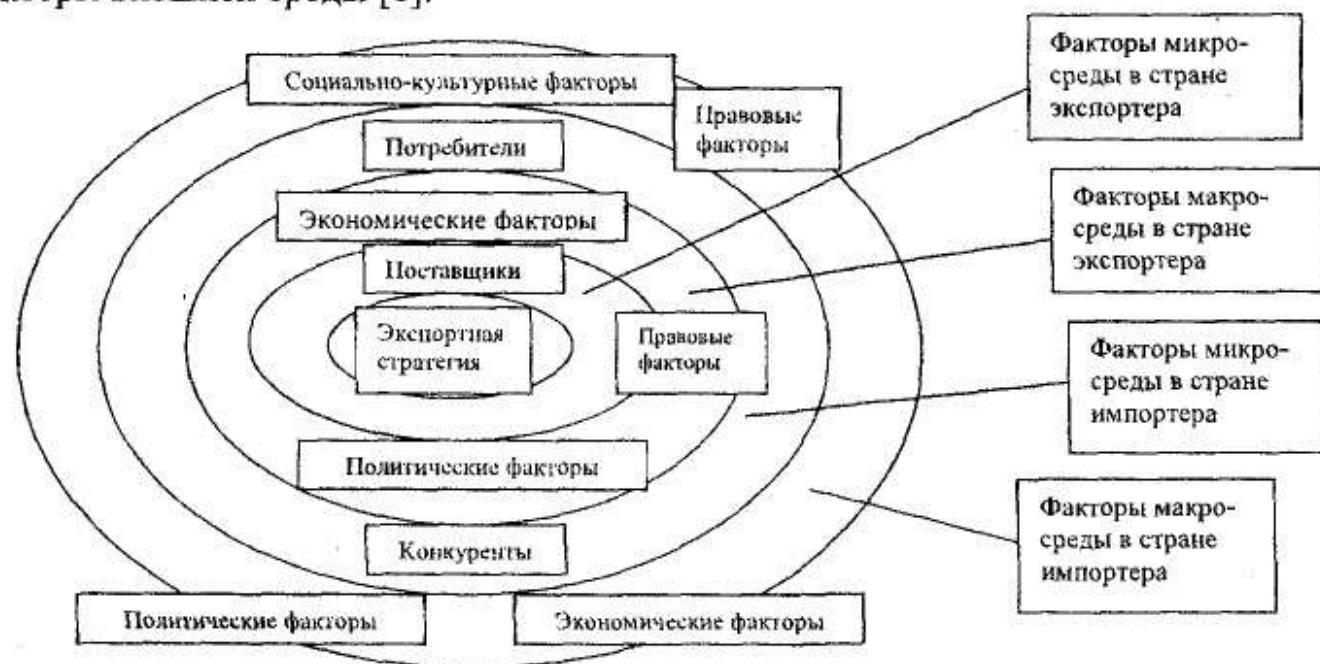 среды
Социально-культурные факторы
Правовые
факторы
Потребители
Экономические факторы
Поставщики
Экспортная
стратегия
Правовые
факторы
Политические факторы
Конкуренты
Политические факторы
Экономические факторы
Факторы микро-
среды в стране
экспортера
Факторы макро-
среды в стране
экспортера
Факторы микро-
среды в стране
импортера
Факторы макро-
среды в стране
импортера